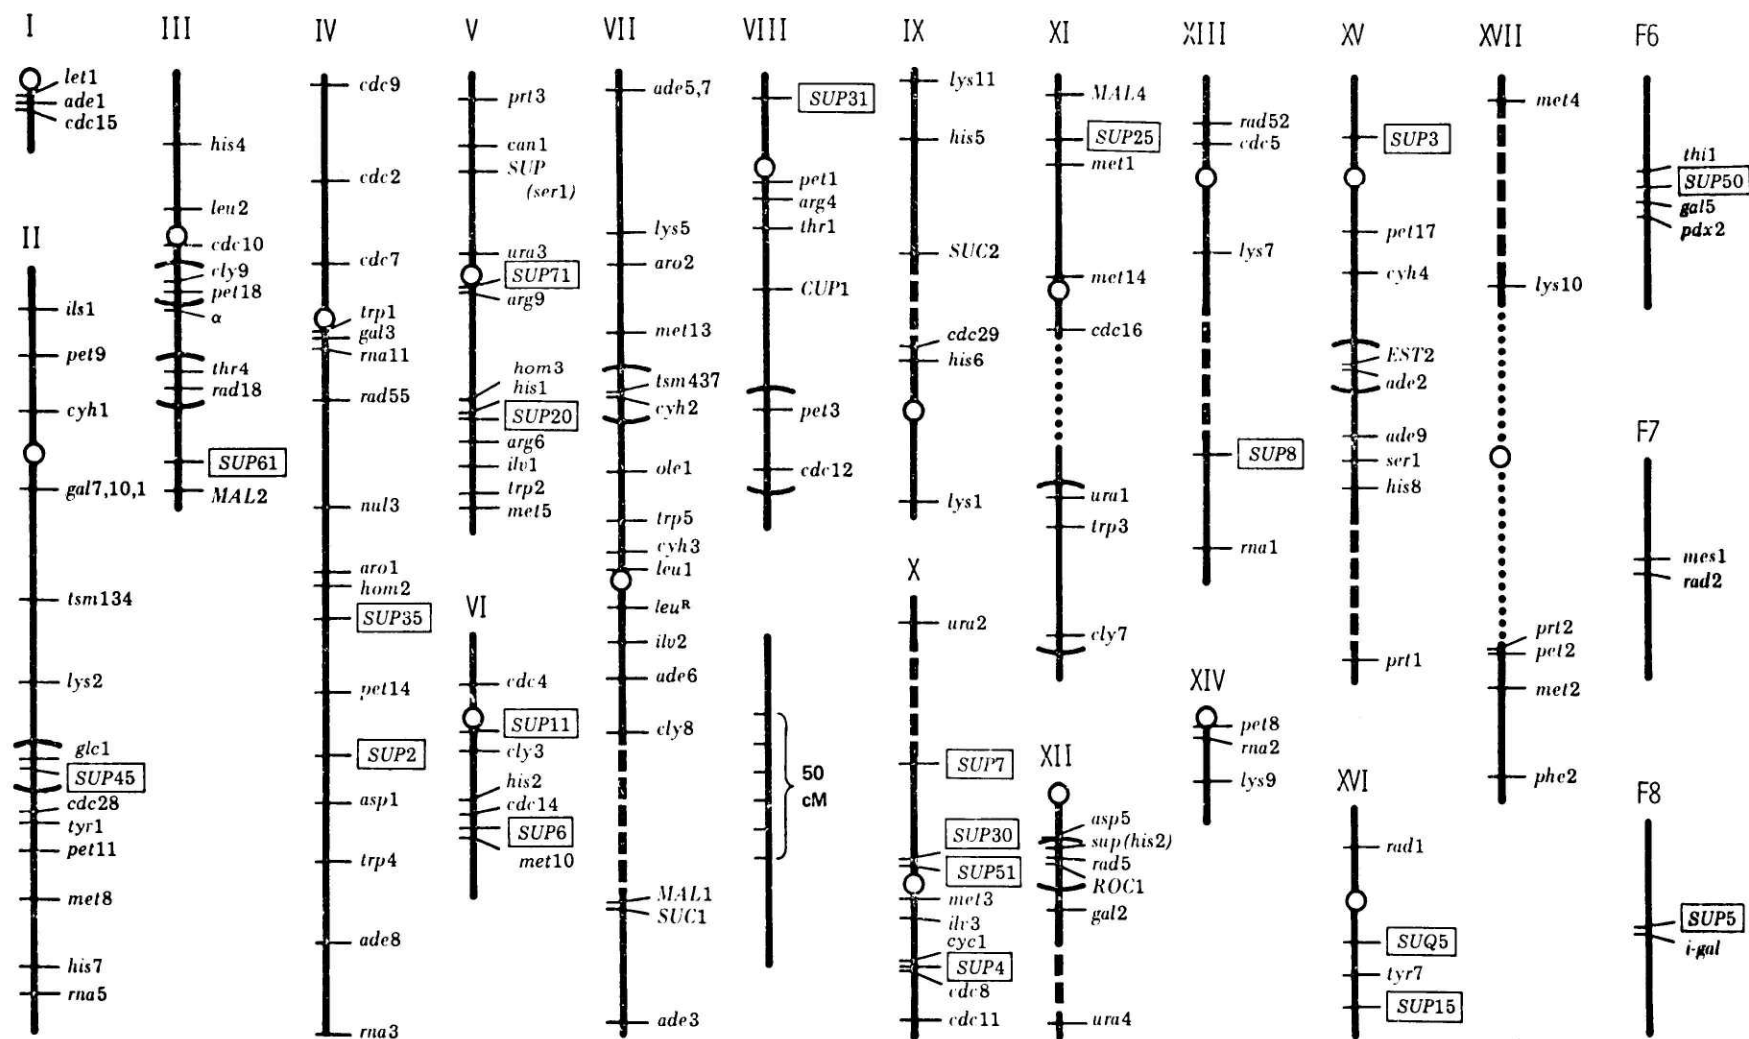 I
let1
ade1
cdc15
II
ils1
pet9
cyh1
gal7,10,1
tsm134
lys2
glc1
SUP45
cdc28
tyr1
pet11
met8
his7
rna5
III
his4
leu2
cdc10
cly9
pet18
α
thr4
rad18
SUP61
MAL2
IV
cdc9
cdc2
cdc7
trp1
gal3
rna11
rad55
nul3
aro1
hom2
SUP35
pet14
SUP2
asp1
trp4
ade8
rna3
V
prt3
can1
SUP
(ser1)
ura3
SUP71
arg9
hom3
his1
SUP20
arg6
ilv1
trp2
met5
VI
cdc4
SUP11
cly3
his2
cdc14
SUP6
met10
VII
ade5,7
lys5
aro2
met13
tsm437
cyh2
ole1
trp5
cyh3
leu1
leuR
ilv2
ade6
cly8
MAL1
SUC1
ade3
VIII
SUP31
pet1
arg4
thr1
CUP1
pet3
cdc12
50
cM
IX
lys11
his5
SUC2
cdc29
his6
lys1
X
ura2
SUP7
SUP30
SUP51
met3
ilv3
cyc1
SUP4
cdc8
cdc11
XI
MAL4
SUP25
met1
met14
cdc16
ura1
trp3
cly7
XII
asp5
sup(his2)
rad5
ROC1
gal2
ura4
XIII
rad52
cdc5
lys7
SUP8
rna1
XIV
pet8
rna2
lys9
XV
SUP3
pet17
cyh4
EST2
ade2
ade9
ser1
his8
prt1
XVI
rad1
SUQ5
tyr7
SUP15
XVII
met4
lys10
prt2
pet2
met2
phe2
F6
thi1
SUP50
gal5
pdx2
F7
mes1
rad2
F8
SUP5
i-gal